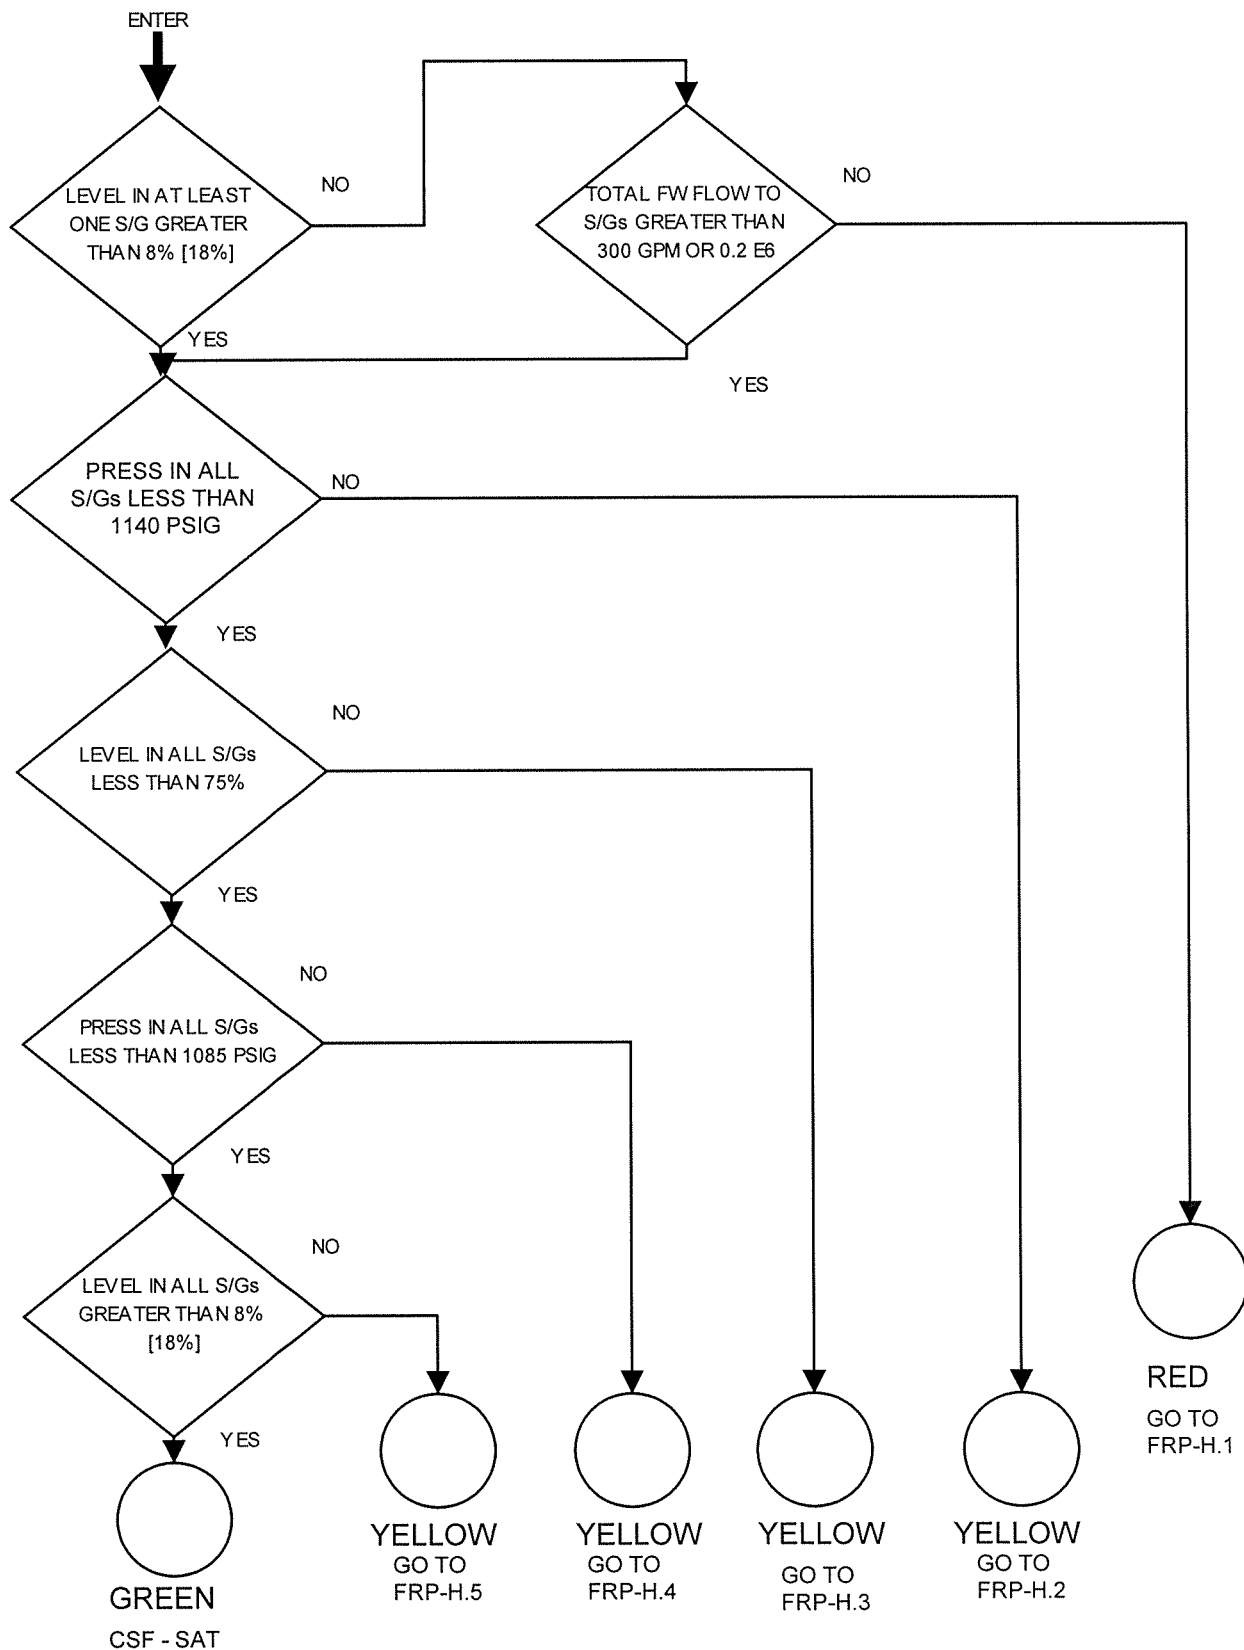 ENTER
LEVEL IN AT LEAST
ONE S/G GREATER
THAN 8% [18%]
NO
TOTAL FW FLOW TO
S/Gs GREATER THAN
300 GPM OR 0.2 E6
NO
YES
YES
PRESS IN ALL
S/Gs LESS THAN
1140 PSIG
NO
YES
LEVEL IN ALL S/Gs
LESS THAN 75%
NO
YES
PRESS IN ALL S/Gs
LESS THAN 1085 PSIG
NO
YES
LEVEL IN ALL S/Gs
GREATER THAN 8%
[18%]
NO
YES
GREEN
CSF - SAT
YELLOW
GO TO
FRP-H.5
YELLOW
GO TO
FRP-H.4
YELLOW
GO TO
FRP-H.3
YELLOW
GO TO
FRP-H.2
RED
GO TO
FRP-H.1